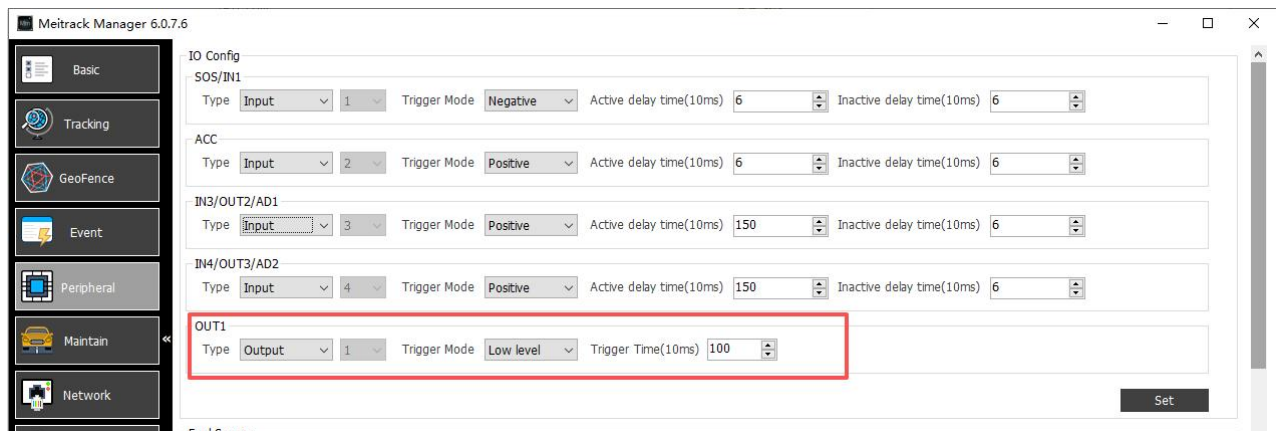 Meitrack Manager 6.0.7.6
Basic
Tracking
GeoFence
Event
Peripheral
Maintain
«
Network
IO Config
SOS/IN1
Type Input 1 Trigger Mode Negative Active delay time(10ms) 6 Inactive delay time(10ms) 6
ACC
Type Input 2 Trigger Mode Positive Active delay time(10ms) 6 Inactive delay time(10ms) 6
IN3/OUT2/AD1
Type Input 3 Trigger Mode Positive Active delay time(10ms) 150 Inactive delay time(10ms) 6
IN4/OUT3/AD2
Type Input 4 Trigger Mode Positive Active delay time(10ms) 150 Inactive delay time(10ms) 6
OUT1
Type Output 1 Trigger Mode Low level Trigger Time(10ms) 100
Set